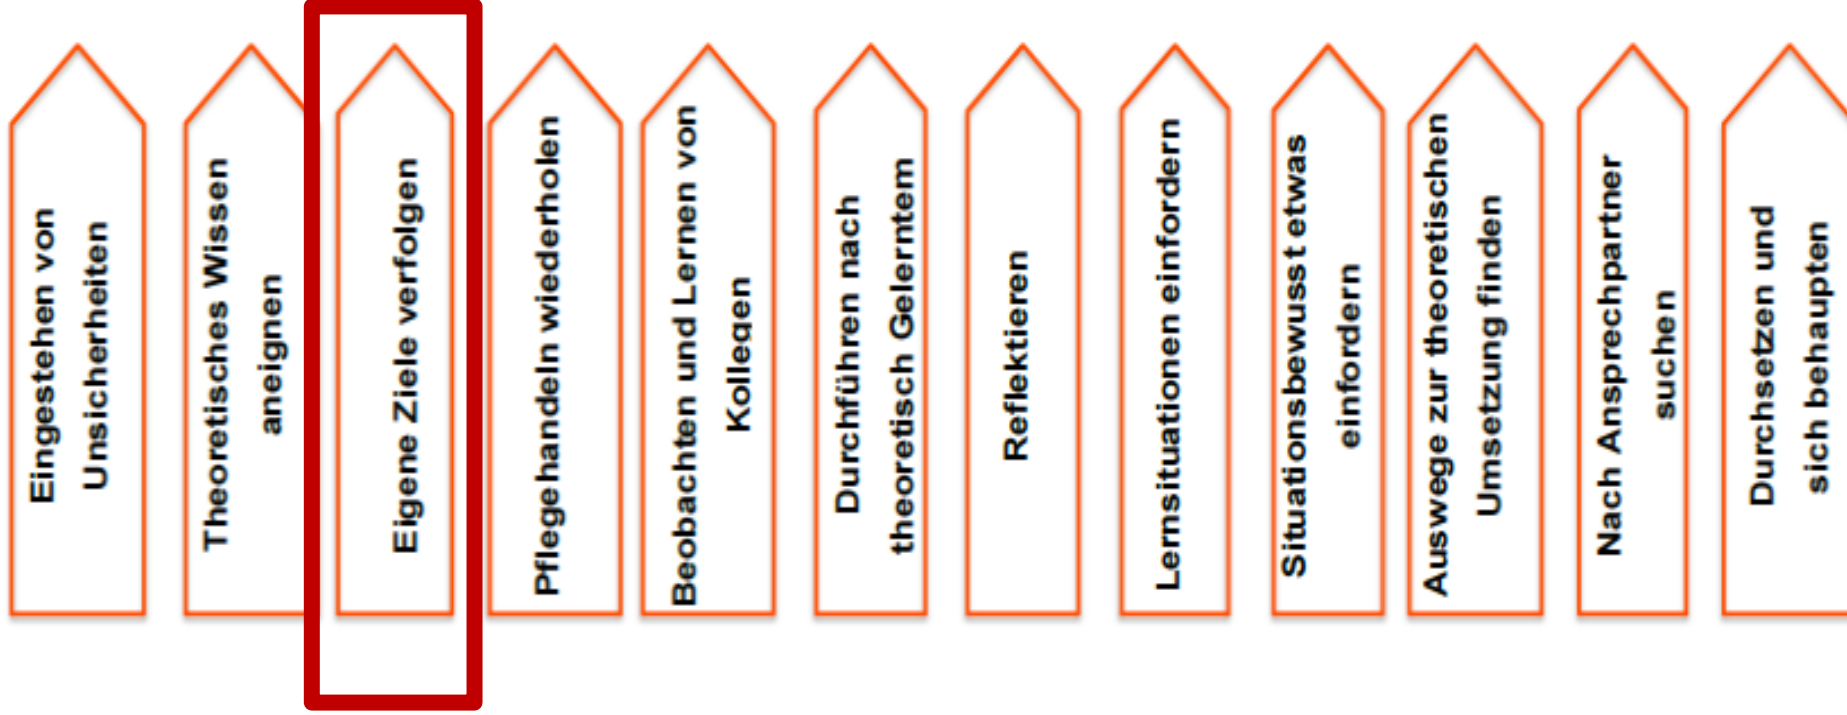 Eingestehen von
Unsicherheiten
Theoretisches Wissen
aneignen
Eigene Ziele verfolgen
Pflegehandeln wiederholen
Beobachten und Lernen von
Kollegen
Durchführen nach
theoretisch Gelerntem
Reflektieren
Lernsituationen einfordern
Situationsbewusst etwas
einfordern
Auswege zur theoretischen
Umsetzung finden
Nach Ansprechpartner
suchen
Durchsetzen und
sich behaupten